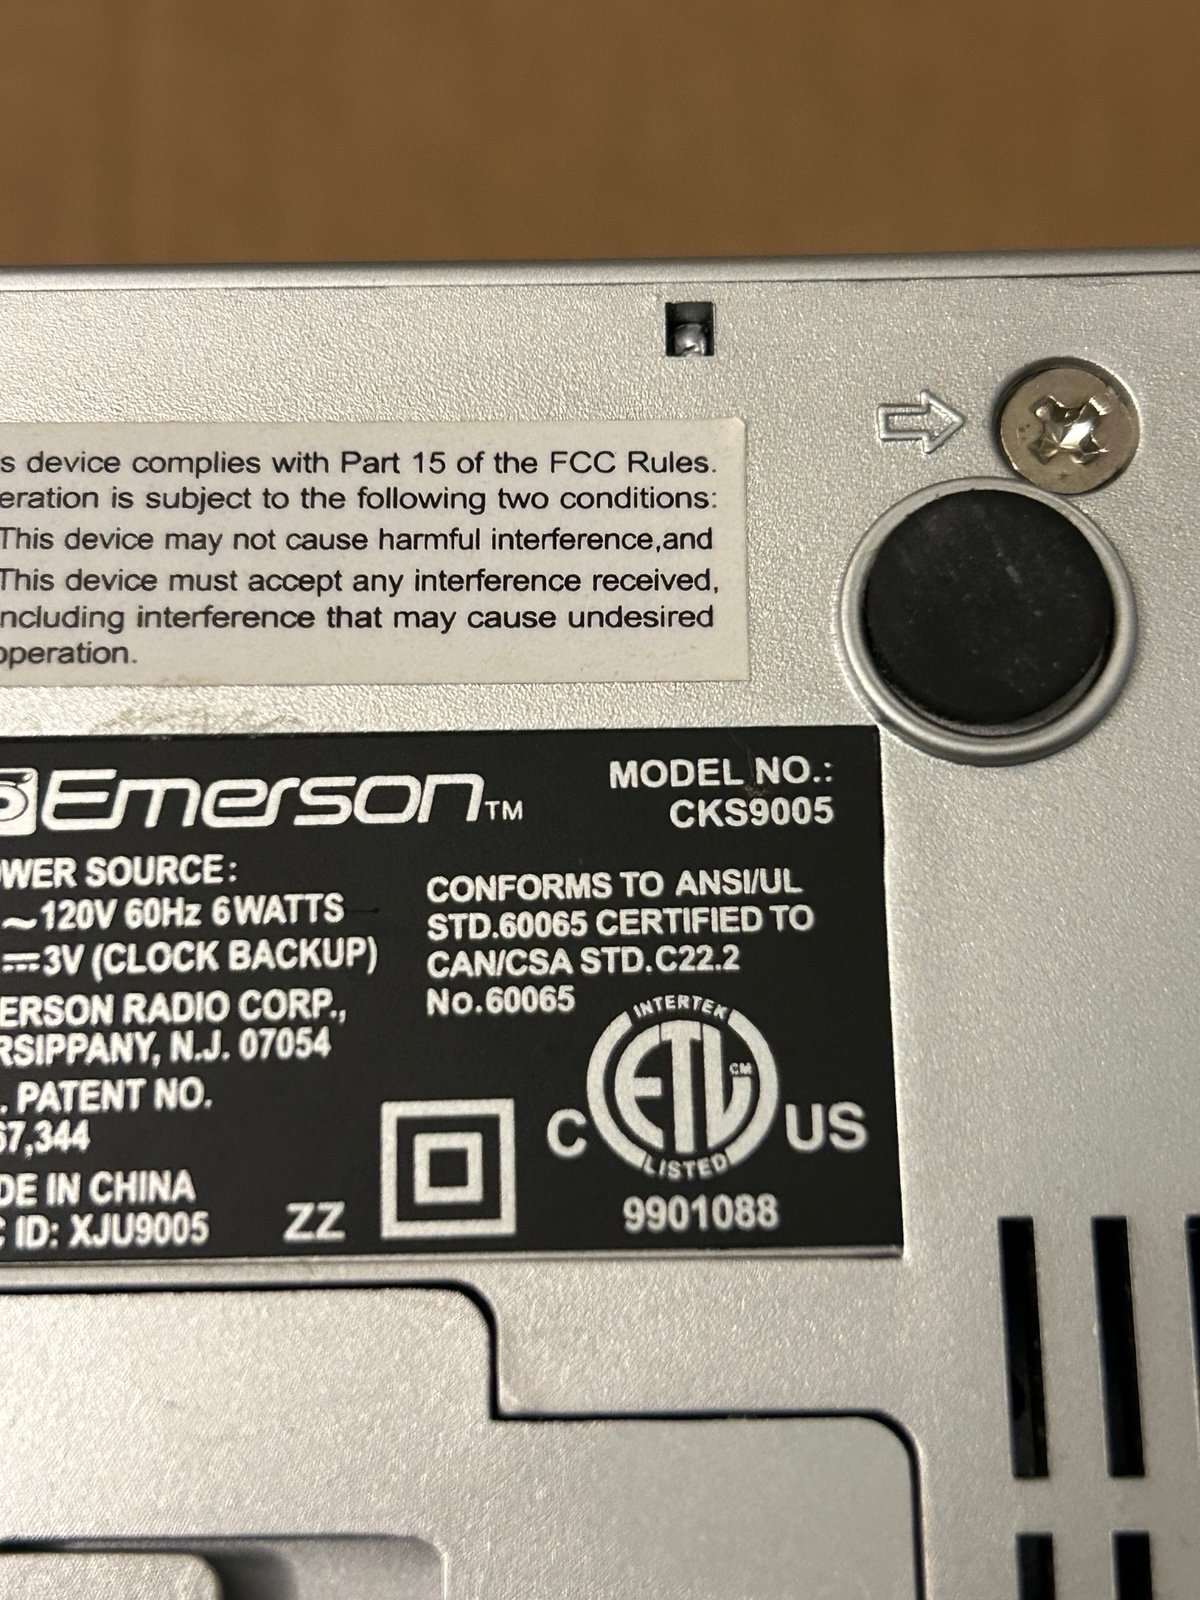 s device complies with Part 15 of the FCC Rules.
eration is subject to the following two conditions:
This device may not cause harmful interference,and
This device must accept any interference received,
ncluding interference that may cause undesired
operation.
Emerson™
MODEL NO.:
CKS9005
WER SOURCE:
~120V 60Hz 6WATTS
⎓3V (CLOCK BACKUP)
ERSON RADIO CORP.,
RSIPPANY, N.J. 07054
. PATENT NO.
67,344
DE IN CHINA
C ID: XJU9005
ZZ
CONFORMS TO ANSI/UL
STD.60065 CERTIFIED TO
CAN/CSA STD.C22.2
No.60065
INTERTEK
C ETL CM US
LISTED
9901088